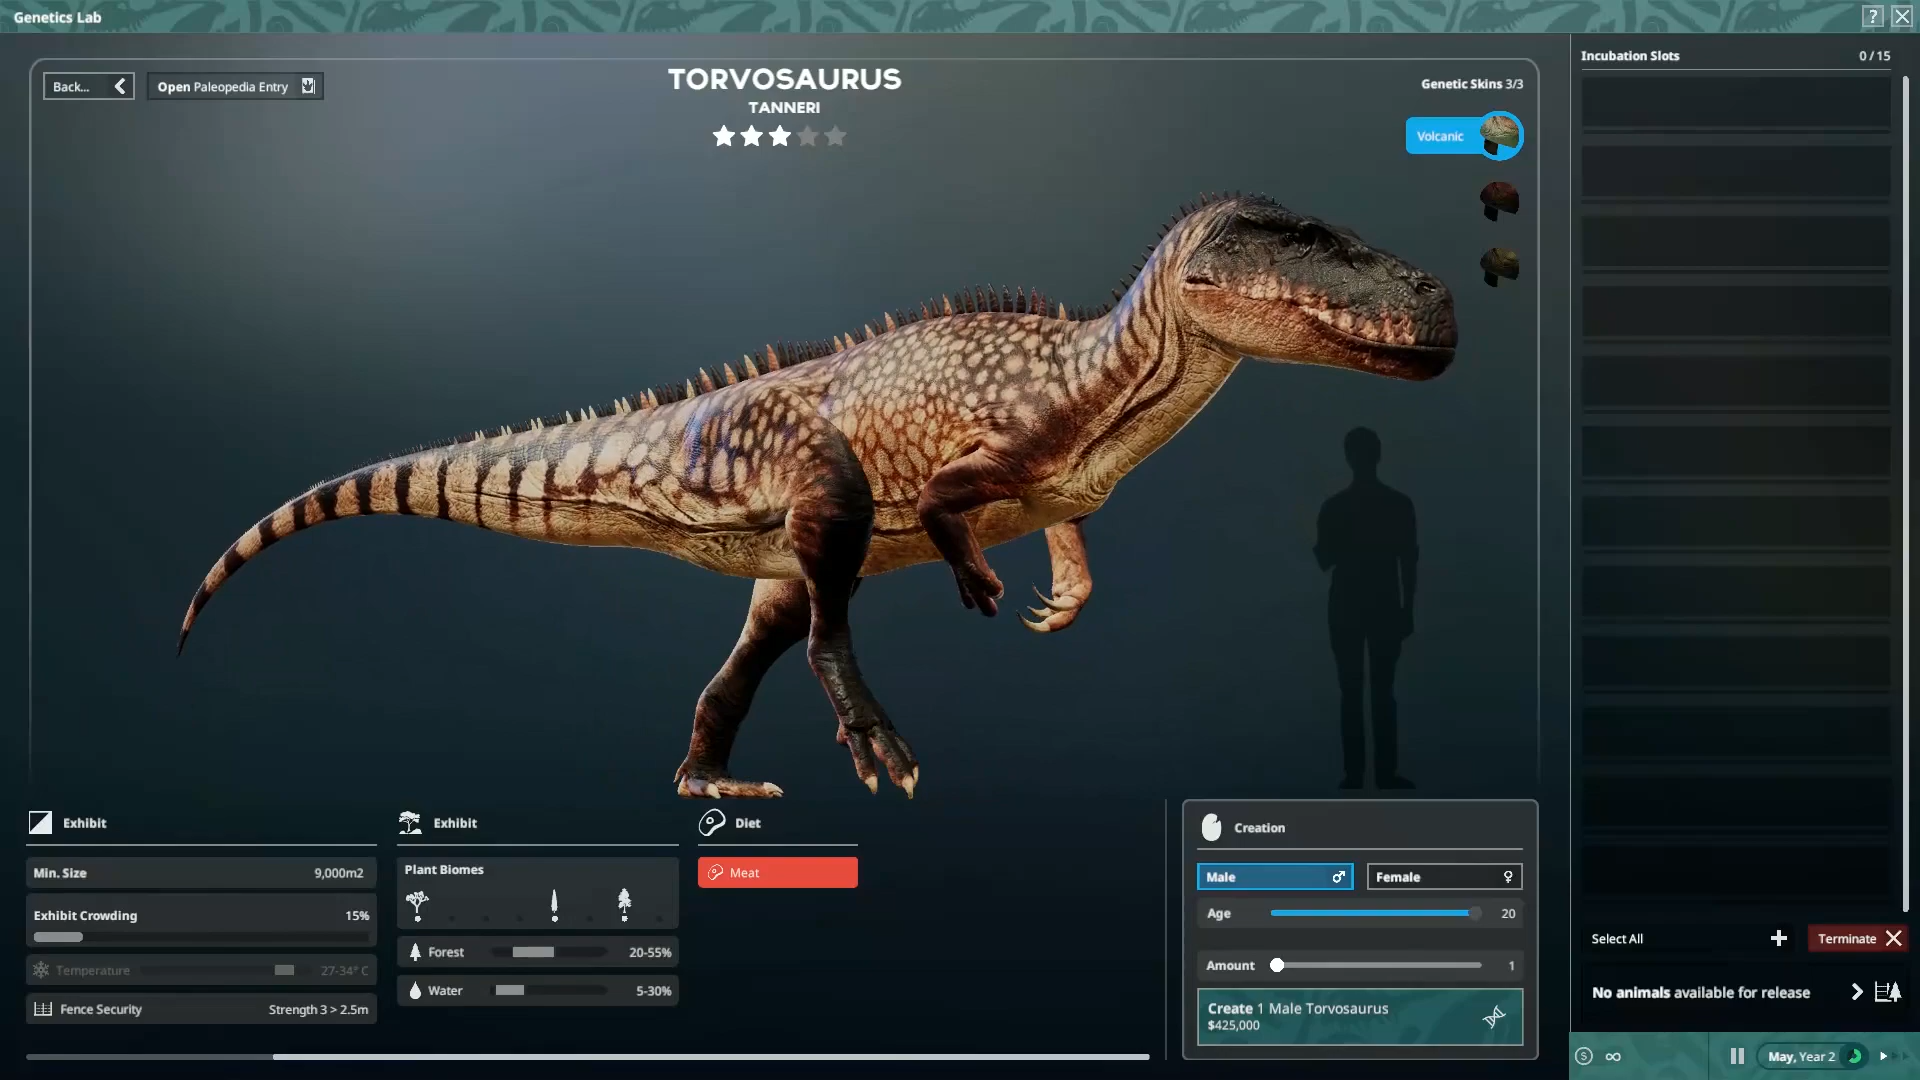 Genetics Lab
?
Back...
Open Paleopedia Entry
TORVOSAURUS
TANNERI
Genetic Skins 3/3
Volcanic
Incubation Slots 0 / 15
Exhibit
Min. Size 9,000m2
Exhibit Crowding 15%
Temperature 27-34° C
Fence Security Strength 3 > 2.5m
Exhibit
Plant Biomes
Forest 20-55%
Water 5-30%
Diet
Meat
Creation
Male ♂ Female ♀
Age 20
Amount 1
Create 1 Male Torvosaurus
$425,000
Select All
Terminate
No animals available for release
S ∞
May, Year 2